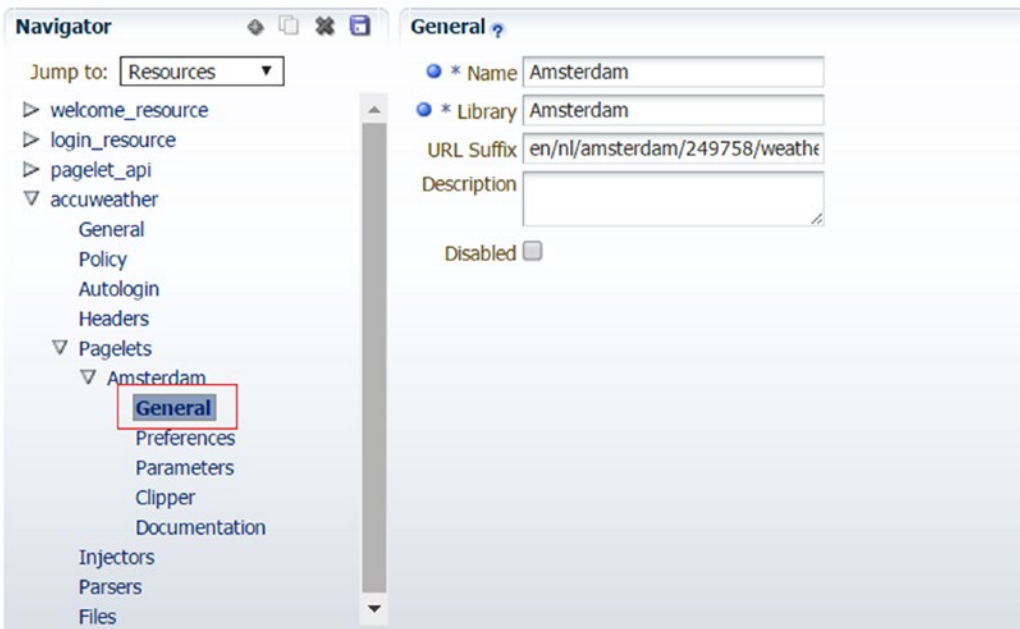 Navigator
Jump to: Resources
welcome_resource
login_resource
pagelet_api
accuweather
General
Policy
Autologin
Headers
Pagelets
Amsterdam
General
Preferences
Parameters
Clipper
Documentation
Injectors
Parsers
Files
General ?
* Name Amsterdam
* Library Amsterdam
URL Suffix en/nl/amsterdam/249758/weathe
Description
Disabled